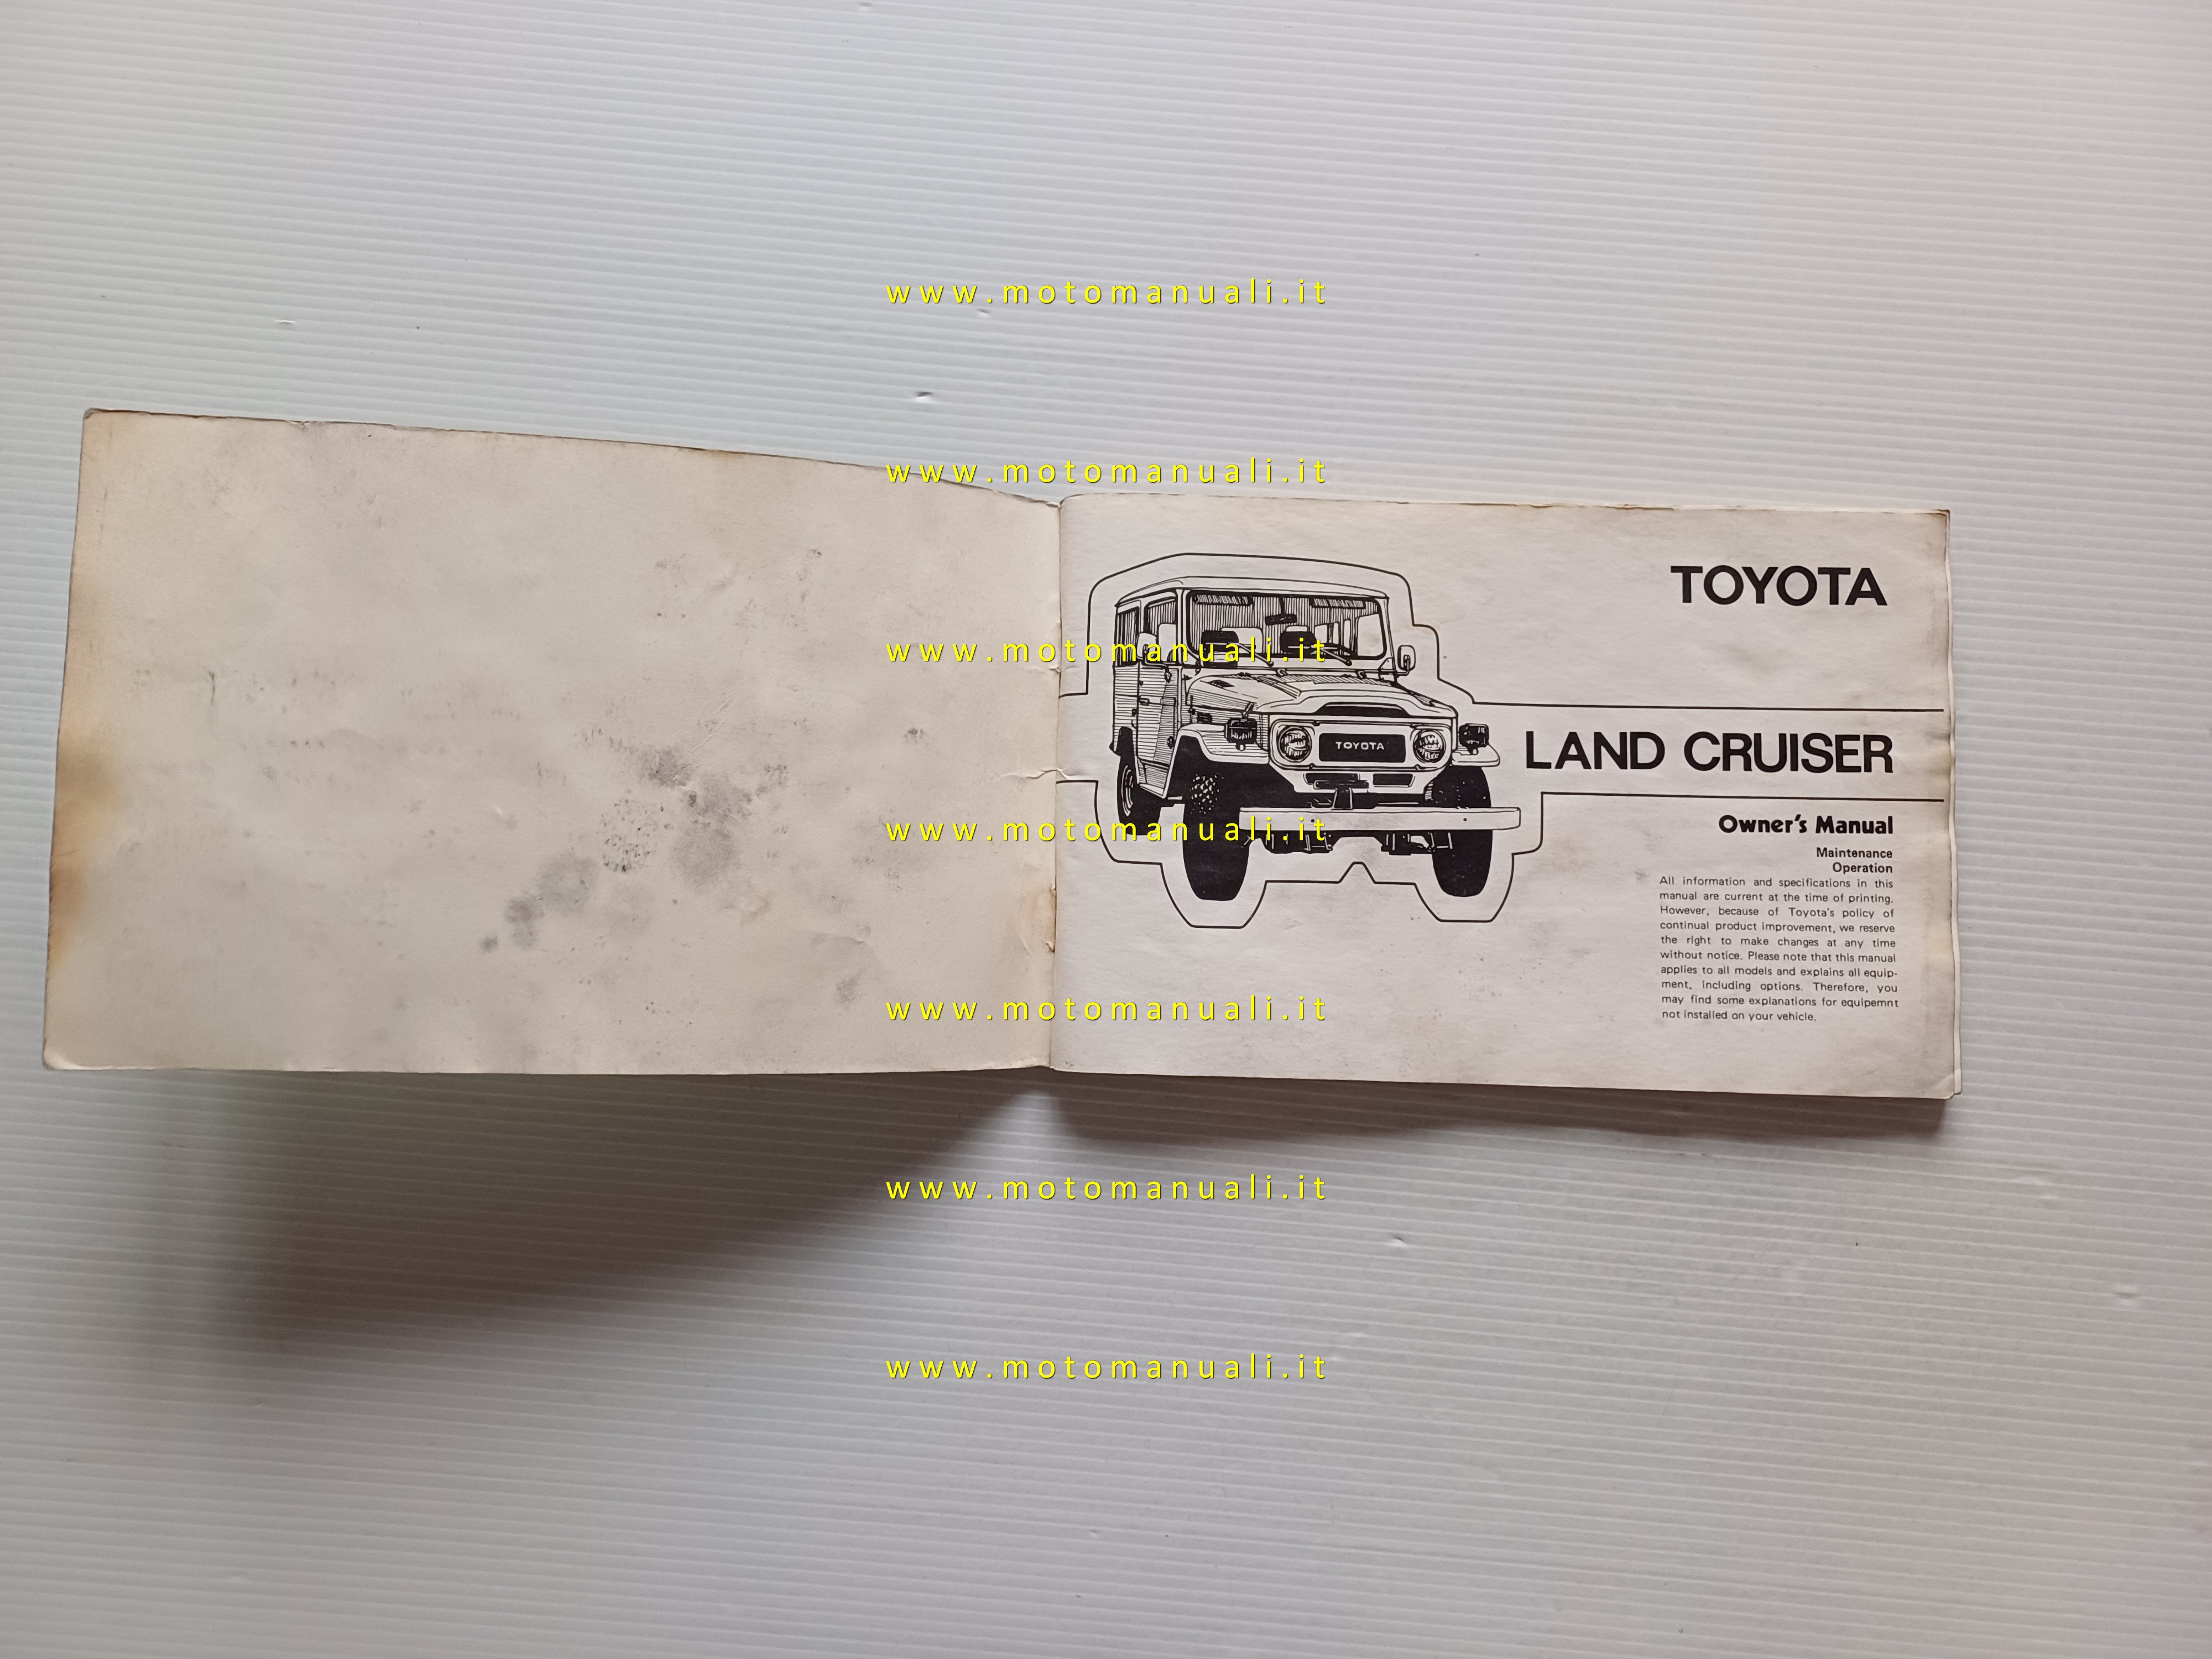 www.motomanuali.it
www.motomanuali.it
TOYOTA
www.motomanuali.it
TOYOTA
LAND CRUISER
www.motomanuali.it
Owner's Manual
Maintenance
Operation
All information and specifications in this
manual are current at the time of printing.
However, because of Toyota's policy of
continual product improvement, we reserve
the right to make changes at any time
without notice. Please note that this manual
applies to all models and explains all equip-
ment, including options. Therefore, you
may find some explanations for equipemnt
not installed on your vehicle.
www.motomanuali.it
www.motomanuali.it
www.motomanuali.it